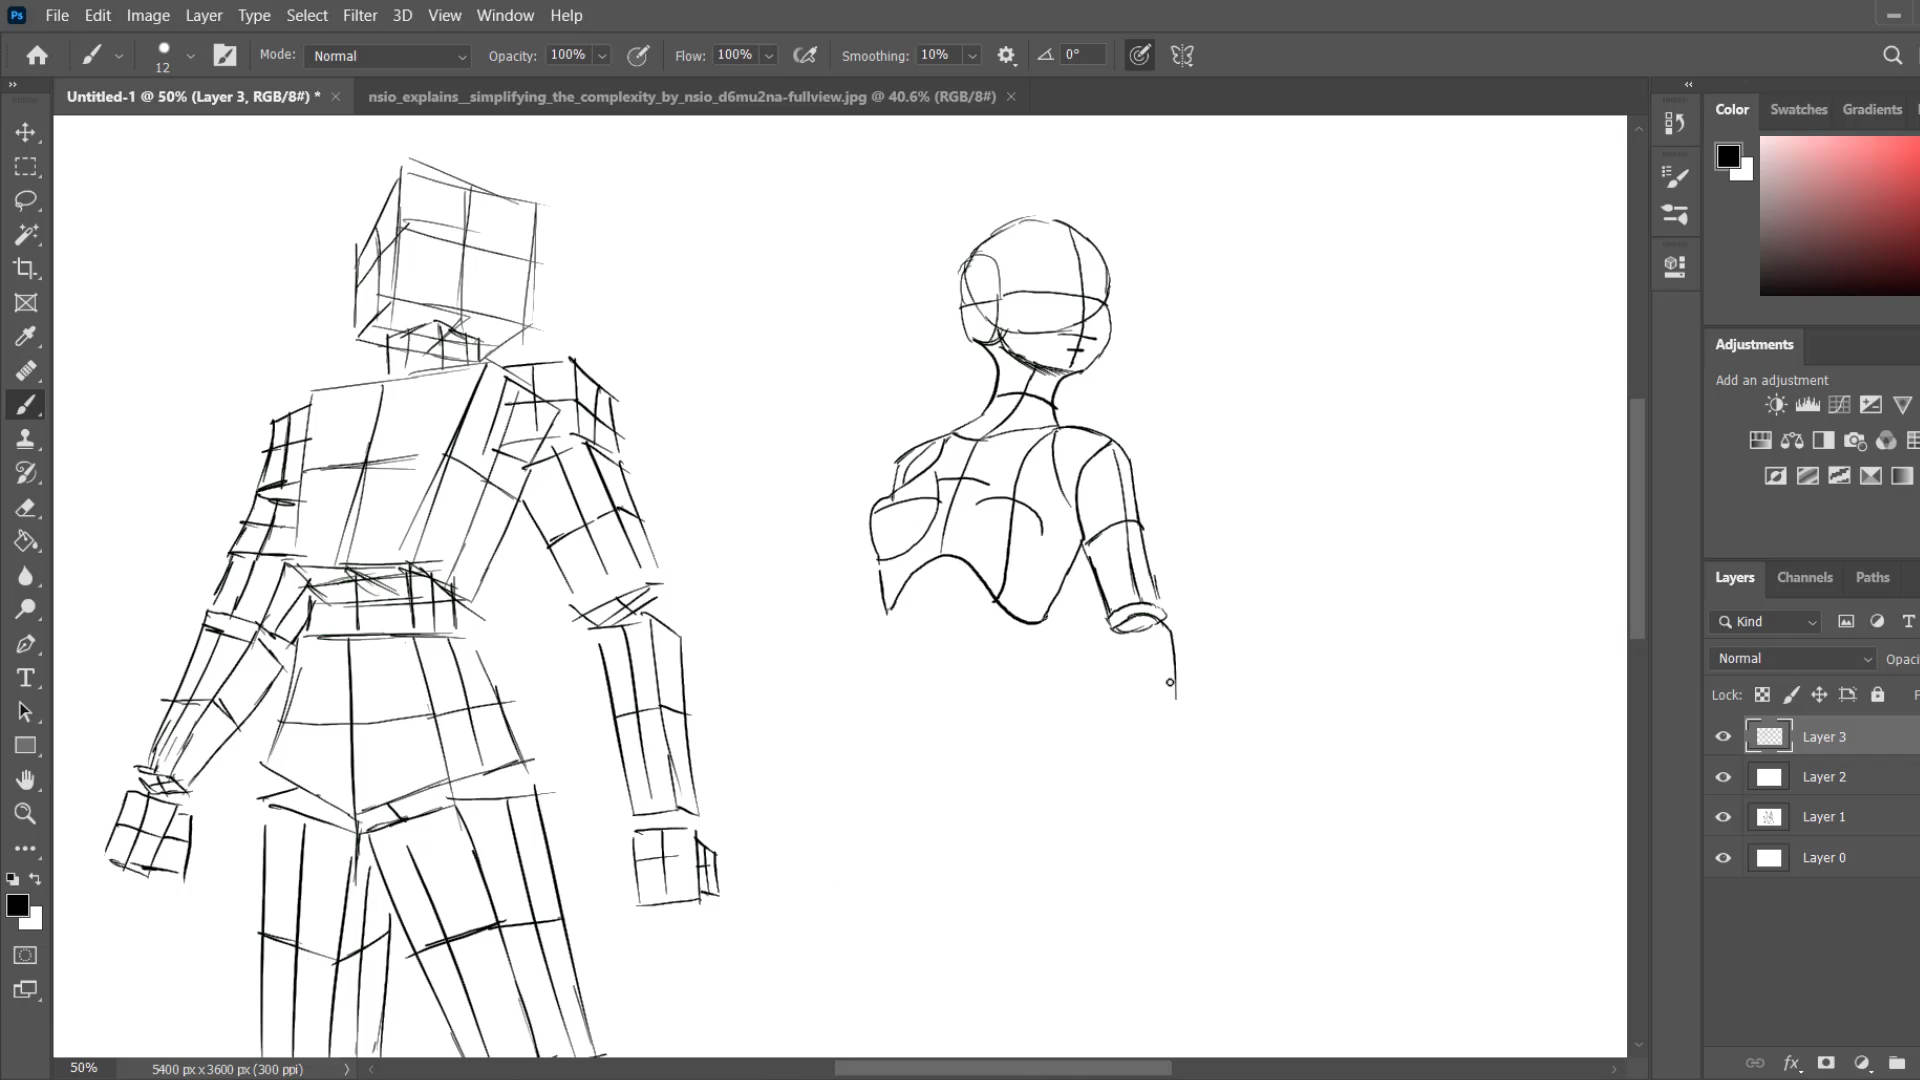 Ps File Edit Image Layer Type Select Filter 3D View Window Help
12 Mode: Normal Opacity: 100% Flow: 100% Smoothing: 10% 0°
Untitled-1 @ 50% (Layer 3, RGB/8#) * × nsio_explains__simplifying_the_complexity_by_nsio_d6mu2na-fullview.jpg @ 40.6% (RGB/8#) ×
Color Swatches Gradients
Adjustments
Add an adjustment
Layers Channels Paths
Kind T
Normal Opaci
Lock: F
Layer 3
Layer 2
Layer 1
Layer 0
fx
50% 5400 px x 3600 px (300 ppi)